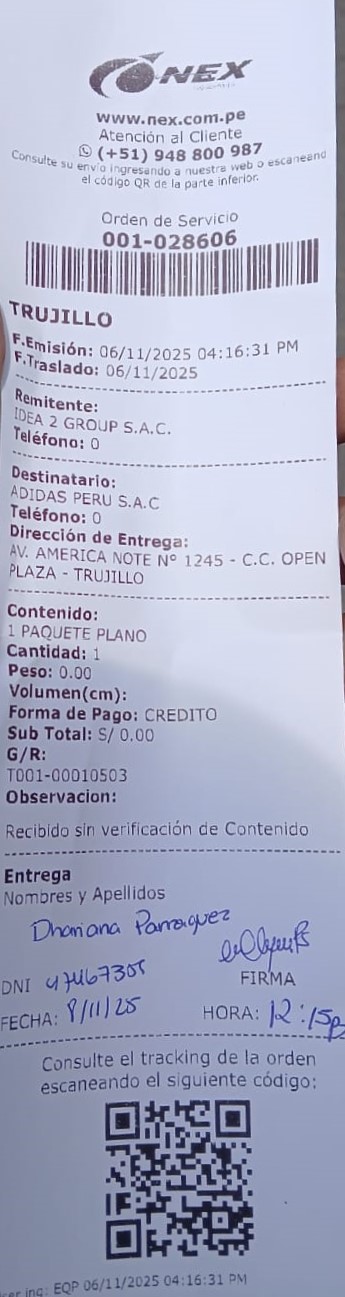 NEX
www.nex.com.pe
Atención al Cliente
(+51) 948 800 987
Consulte su envío ingresando a nuestra web o escaneand
el código QR de la parte inferior.
Orden de Servicio
001-028606
TRUJILLO
F.Emisión: 06/11/2025 04:16:31 PM
F.Traslado: 06/11/2025
Remitente:
IDEA 2 GROUP S.A.C.
Teléfono: 0
Destinatario:
ADIDAS PERU S.A.C
Teléfono: 0
Dirección de Entrega:
AV. AMERICA NOTE Nº 1245 - C.C. OPEN
PLAZA - TRUJILLO
Contenido:
1 PAQUETE PLANO
Cantidad: 1
Peso: 0.00
Volumen(cm):
Forma de Pago: CREDITO
Sub Total: S/ 0.00
G/R:
T001-00010503
Observacion:
Recibido sin verificación de Contenido
Entrega
Nombres y Apellidos
Dhariana
DNI
FIRMA
FECHA: 8/11/25
HORA: 12:15p
Consulte el tracking de la orden
escaneando el siguiente código:
EQP 06/11/2025 04:16:31 PM